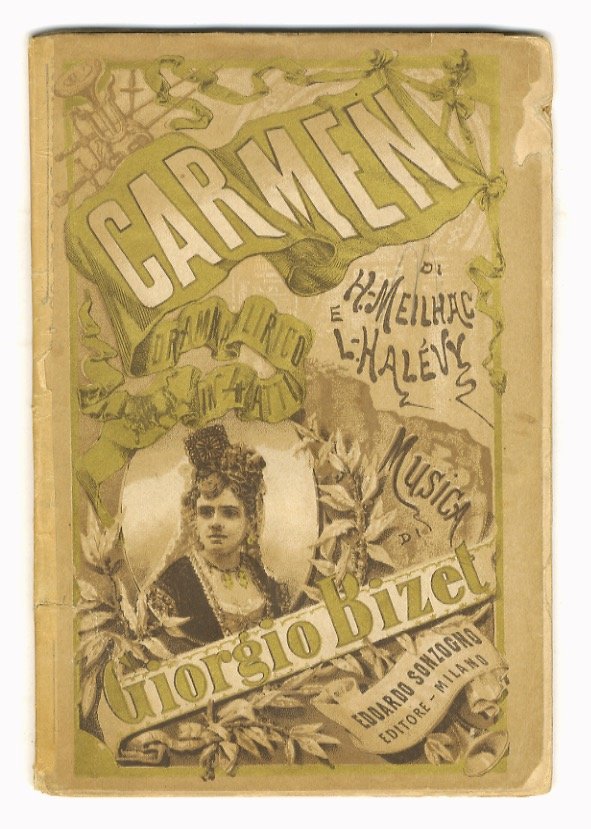 CARMEN
DRAMMA LIRICO
IN 4 ATTI
DI
H. MEILHAC
E
L. HALÉVY
MUSICA
DI
Giorgio Bizet
EDOARDO SONZOGNO
EDITORE - MILANO